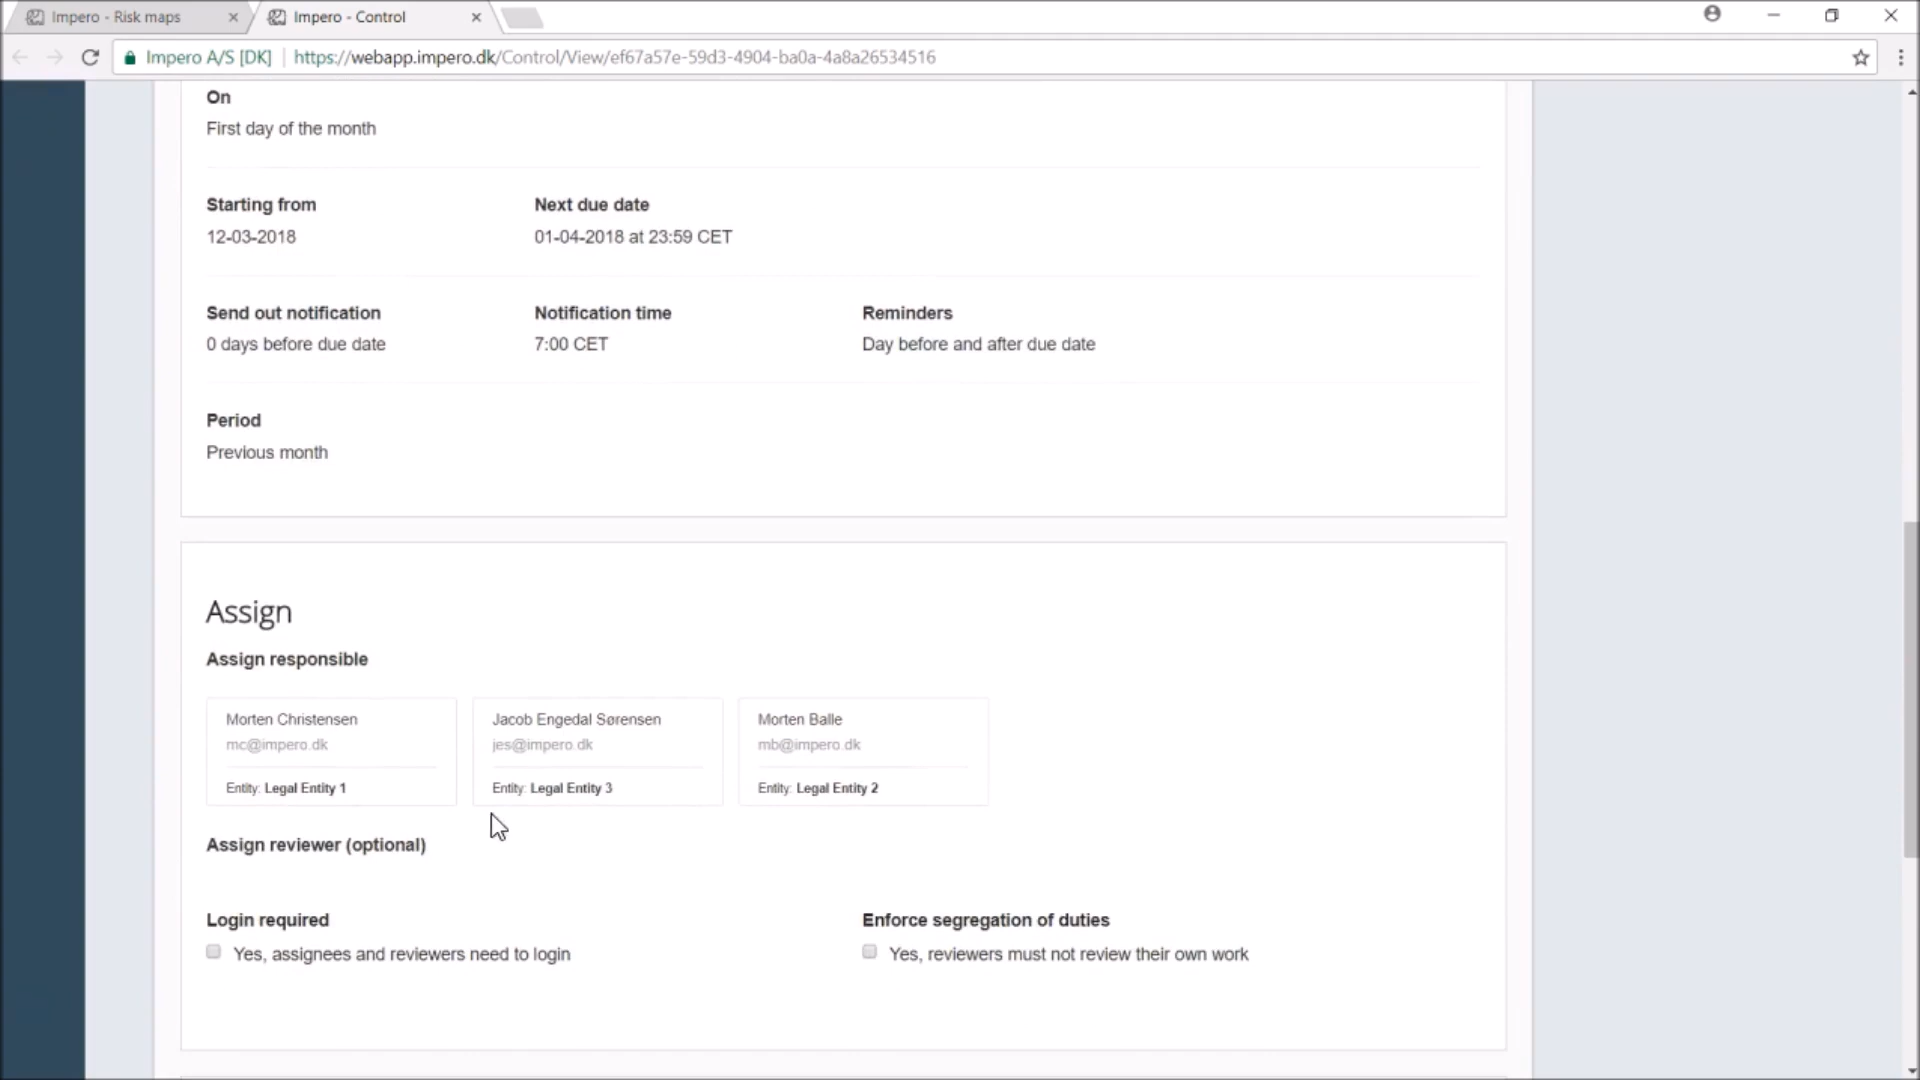 Impero - Risk maps
Impero - Control
Impero A/S [DK] https://webapp.impero.dk/Control/View/ef67a57e-59d3-4904-ba0a-4a8a26534516
On
First day of the month
Starting from Next due date
12-03-2018 01-04-2018 at 23:59 CET
Send out notification Notification time Reminders
0 days before due date 7:00 CET Day before and after due date
Period
Previous month
Assign
Assign responsible
Morten Christensen Jacob Engedal Sørensen Morten Balle
mc@impero.dk jes@impero.dk mb@impero.dk
Entity: Legal Entity 1 Entity: Legal Entity 3 Entity: Legal Entity 2
Assign reviewer (optional)
Login required Enforce segregation of duties
Yes, assignees and reviewers need to login Yes, reviewers must not review their own work